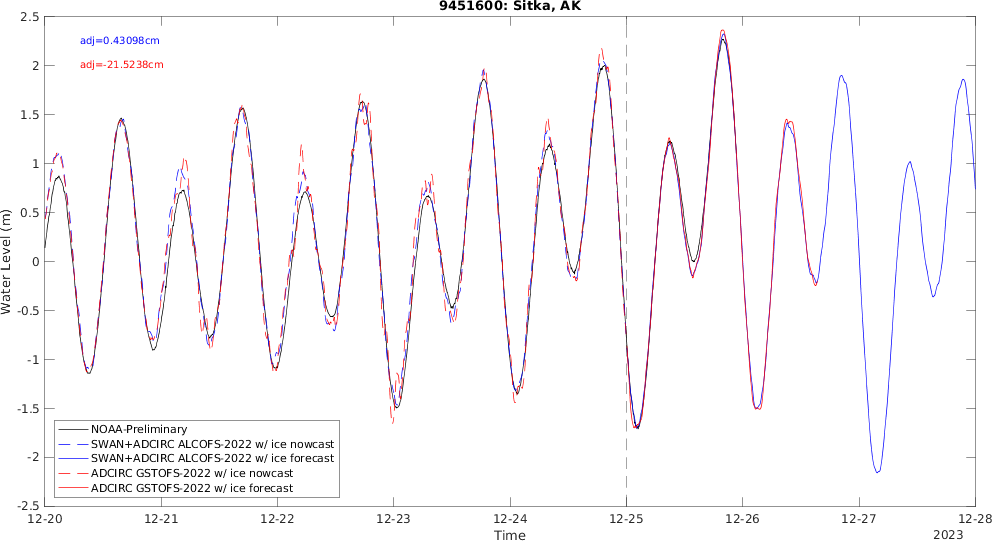 9451600: Sitka, AK
adj=0.43098cm
adj=-21.5238cm
Water Level (m)
2.5
2
1.5
1
0.5
0
-0.5
-1
-1.5
-2
-2.5
NOAA-Preliminary
SWAN+ADCIRC ALCOFS-2022 w/ ice nowcast
SWAN+ADCIRC ALCOFS-2022 w/ ice forecast
ADCIRC GSTOFS-2022 w/ ice nowcast
ADCIRC GSTOFS-2022 w/ ice forecast
12-20 12-21 12-22 12-23 12-24 12-25 12-26 12-27 12-28
Time
2023